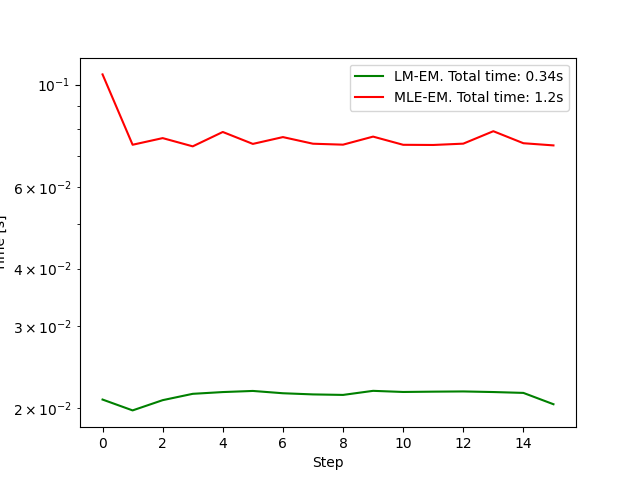 LM-EM. Total time: 0.34s
MLE-EM. Total time: 1.2s
10⁻¹
6 × 10⁻²
4 × 10⁻²
3 × 10⁻²
2 × 10⁻²
0 2 4 6 8 10 12 14
Step
[s]